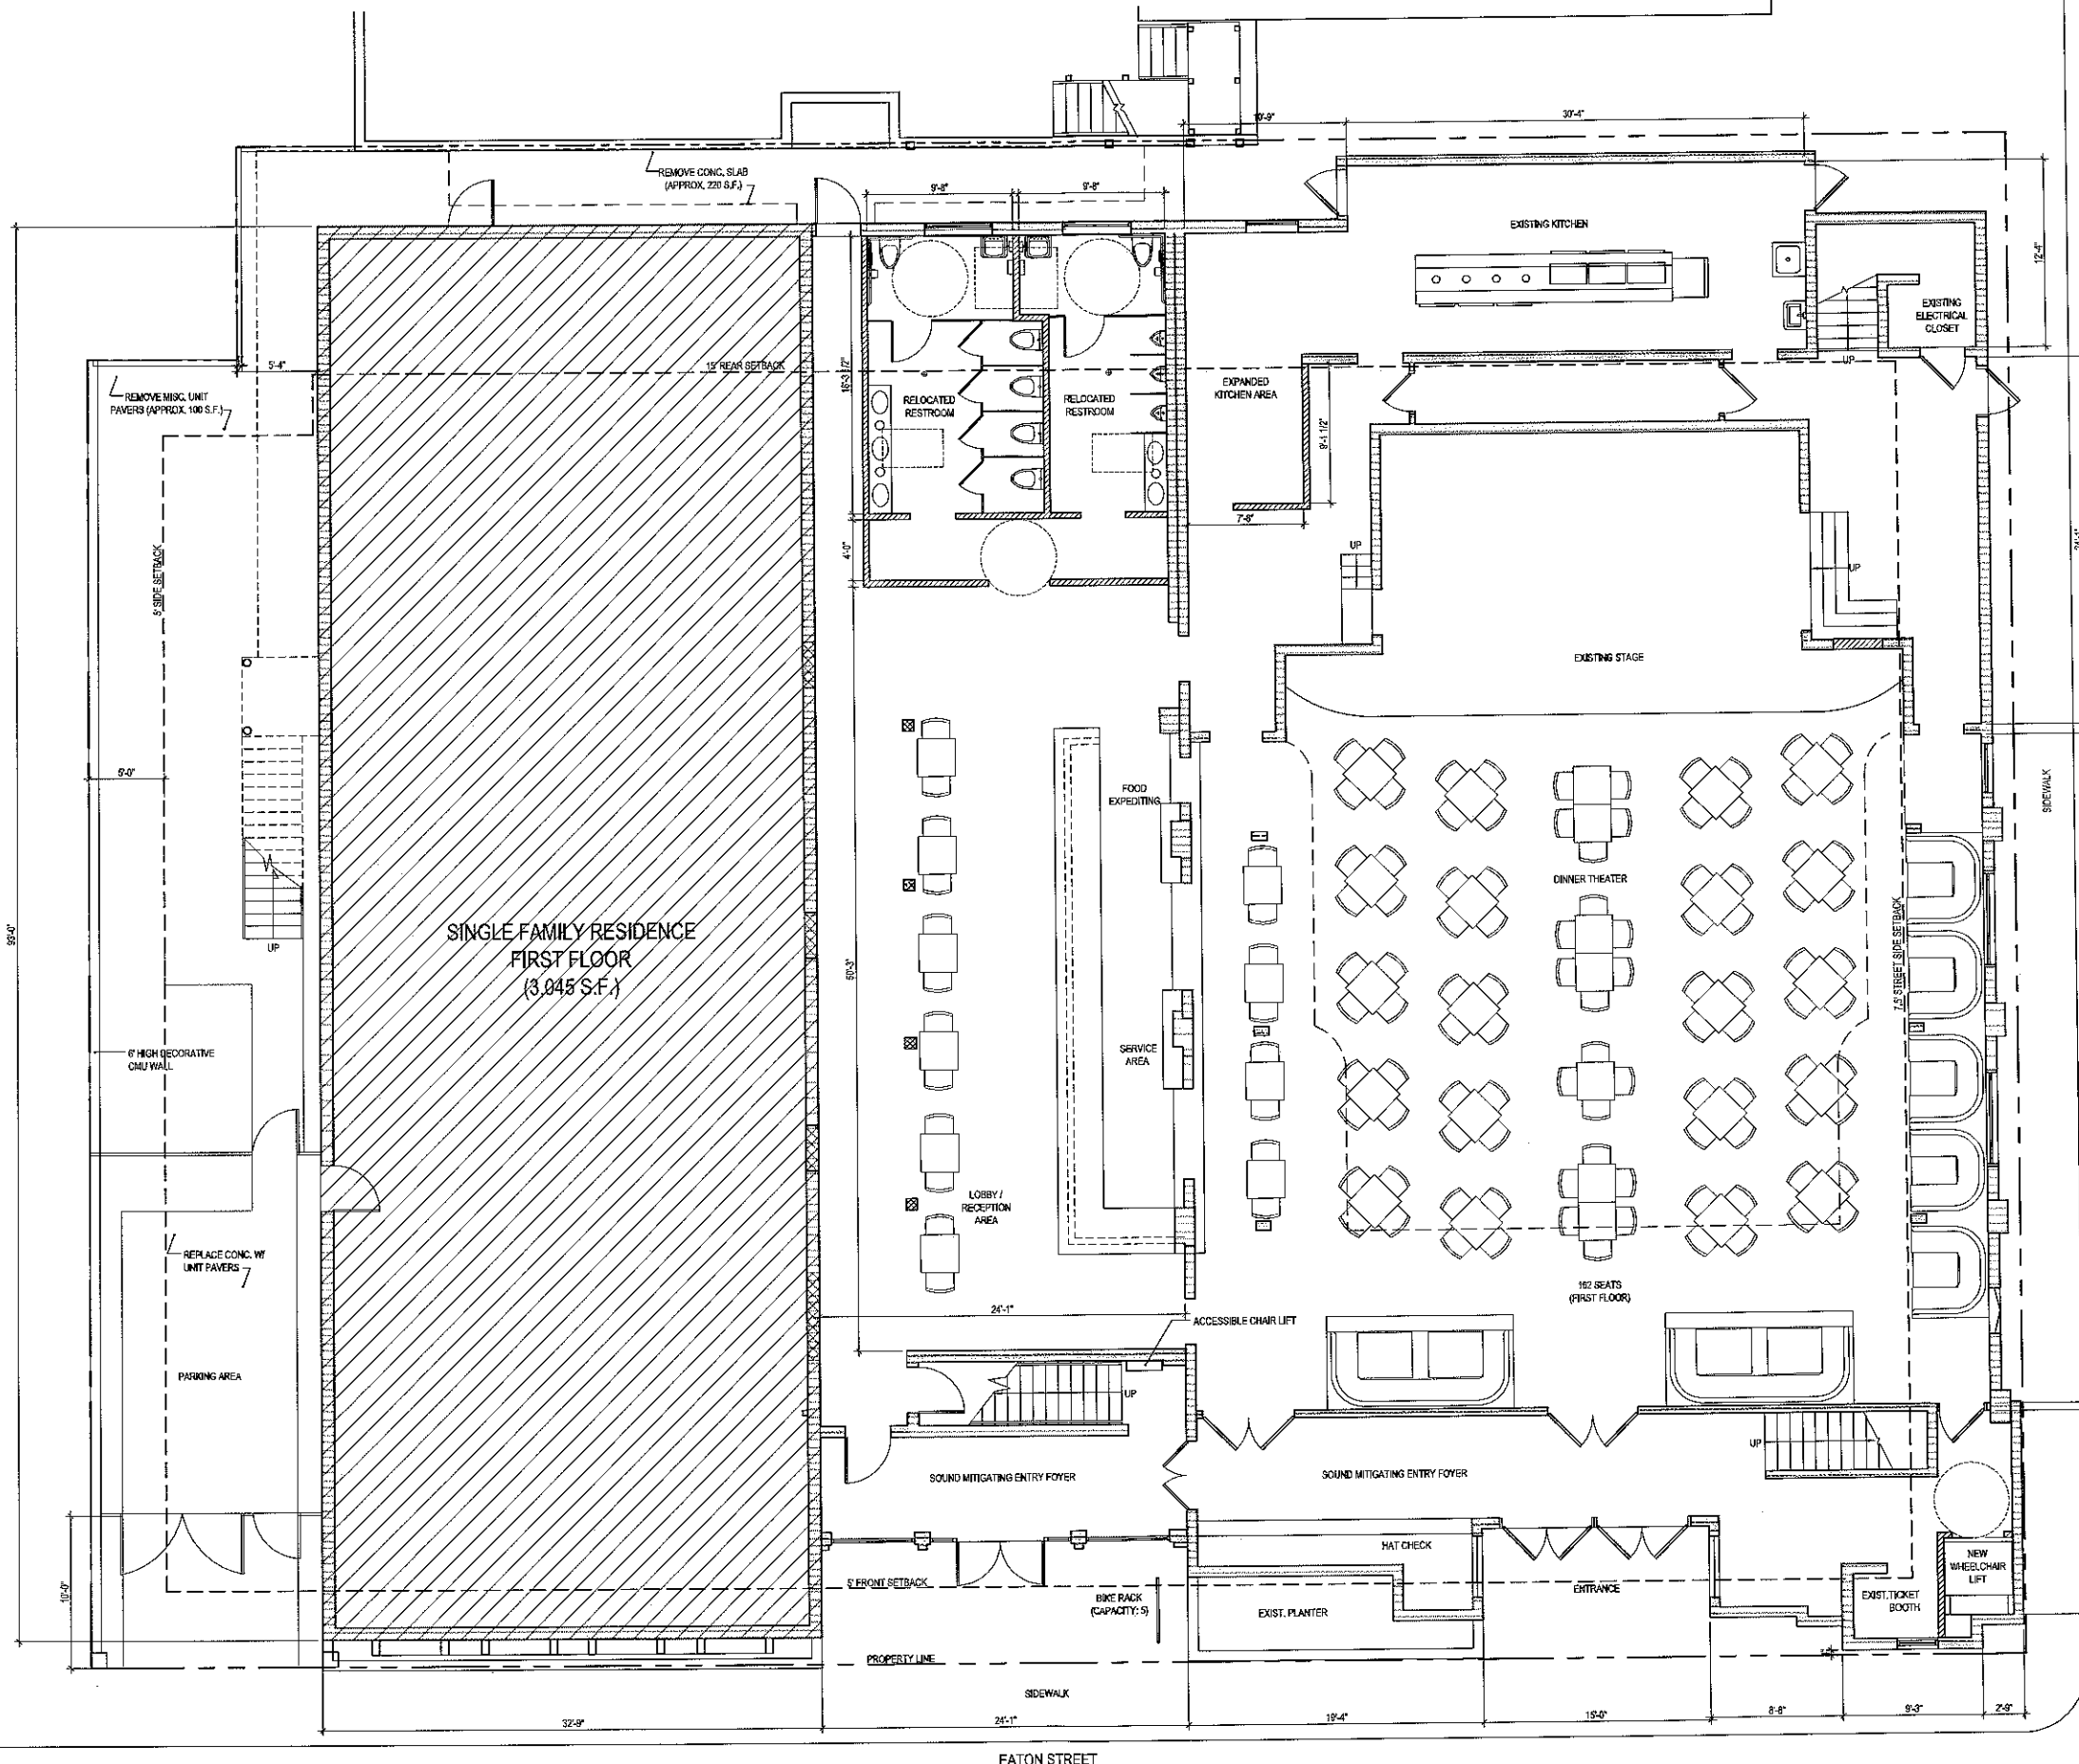 10'-9"
30'-4"
REMOVE CONC. SLAB
(APPROX. 220 S.F.)
9'-8"
9'-8"
EXISTING KITCHEN
12'-4"
EXISTING
ELECTRICAL
CLOSET
UP
5'-4"
15' REAR SETBACK
REMOVE MISC. UNIT
PAVERS (APPROX. 100 S.F.)
18'-3 1/2"
RELOCATED
RESTROOM
RELOCATED
RESTROOM
EXPANDED
KITCHEN AREA
9'-1 1/2"
7'-8"
4'-0"
UP
UP
5' SIDE SETBACK
EXISTING STAGE
5'-0"
FOOD
EXPEDITING
SIDEWALK
DINNER THEATER
7.5' STREET SIDE SETBACK
93'-0"
UP
SINGLE FAMILY RESIDENCE
FIRST FLOOR
(3,045 S.F.)
SERVICE
AREA
6' HIGH DECORATIVE
CMU WALL
LOBBY /
RECEPTION
AREA
REPLACE CONC. W/
UNIT PAVERS
162 SEATS
(FIRST FLOOR)
24'-1"
ACCESSIBLE CHAIR LIFT
PARKING AREA
UP
UP
SOUND MITIGATING ENTRY FOYER
SOUND MITIGATING ENTRY FOYER
HAT CHECK
NEW
WHEELCHAIR
LIFT
10'-0"
5' FRONT SETBACK
BIKE RACK
(CAPACITY: 5)
EXIST. PLANTER
ENTRANCE
EXIST. TICKET
BOOTH
PROPERTY LINE
SIDEWALK
32'-9"
24'-1"
19'-4"
15'-0"
8'-8"
9'-3"
2'-9"
EATON STREET